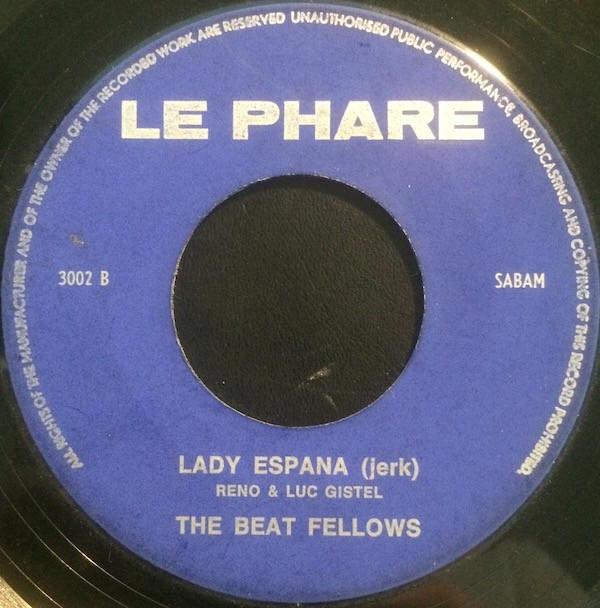 ALL RIGHTS OF THE MANUFACTURER AND OF THE OWNER OF THE RECORDED WORK ARE RESERVED UNAUTHORISED PUBLIC PERFORMANCE, BROADCASTING AND COPYING OF THIS RECORD PROHIBITED.
LE PHARE
3002 B
SABAM
LADY ESPANA (jerk)
RENO & LUC GISTEL
THE BEAT FELLOWS